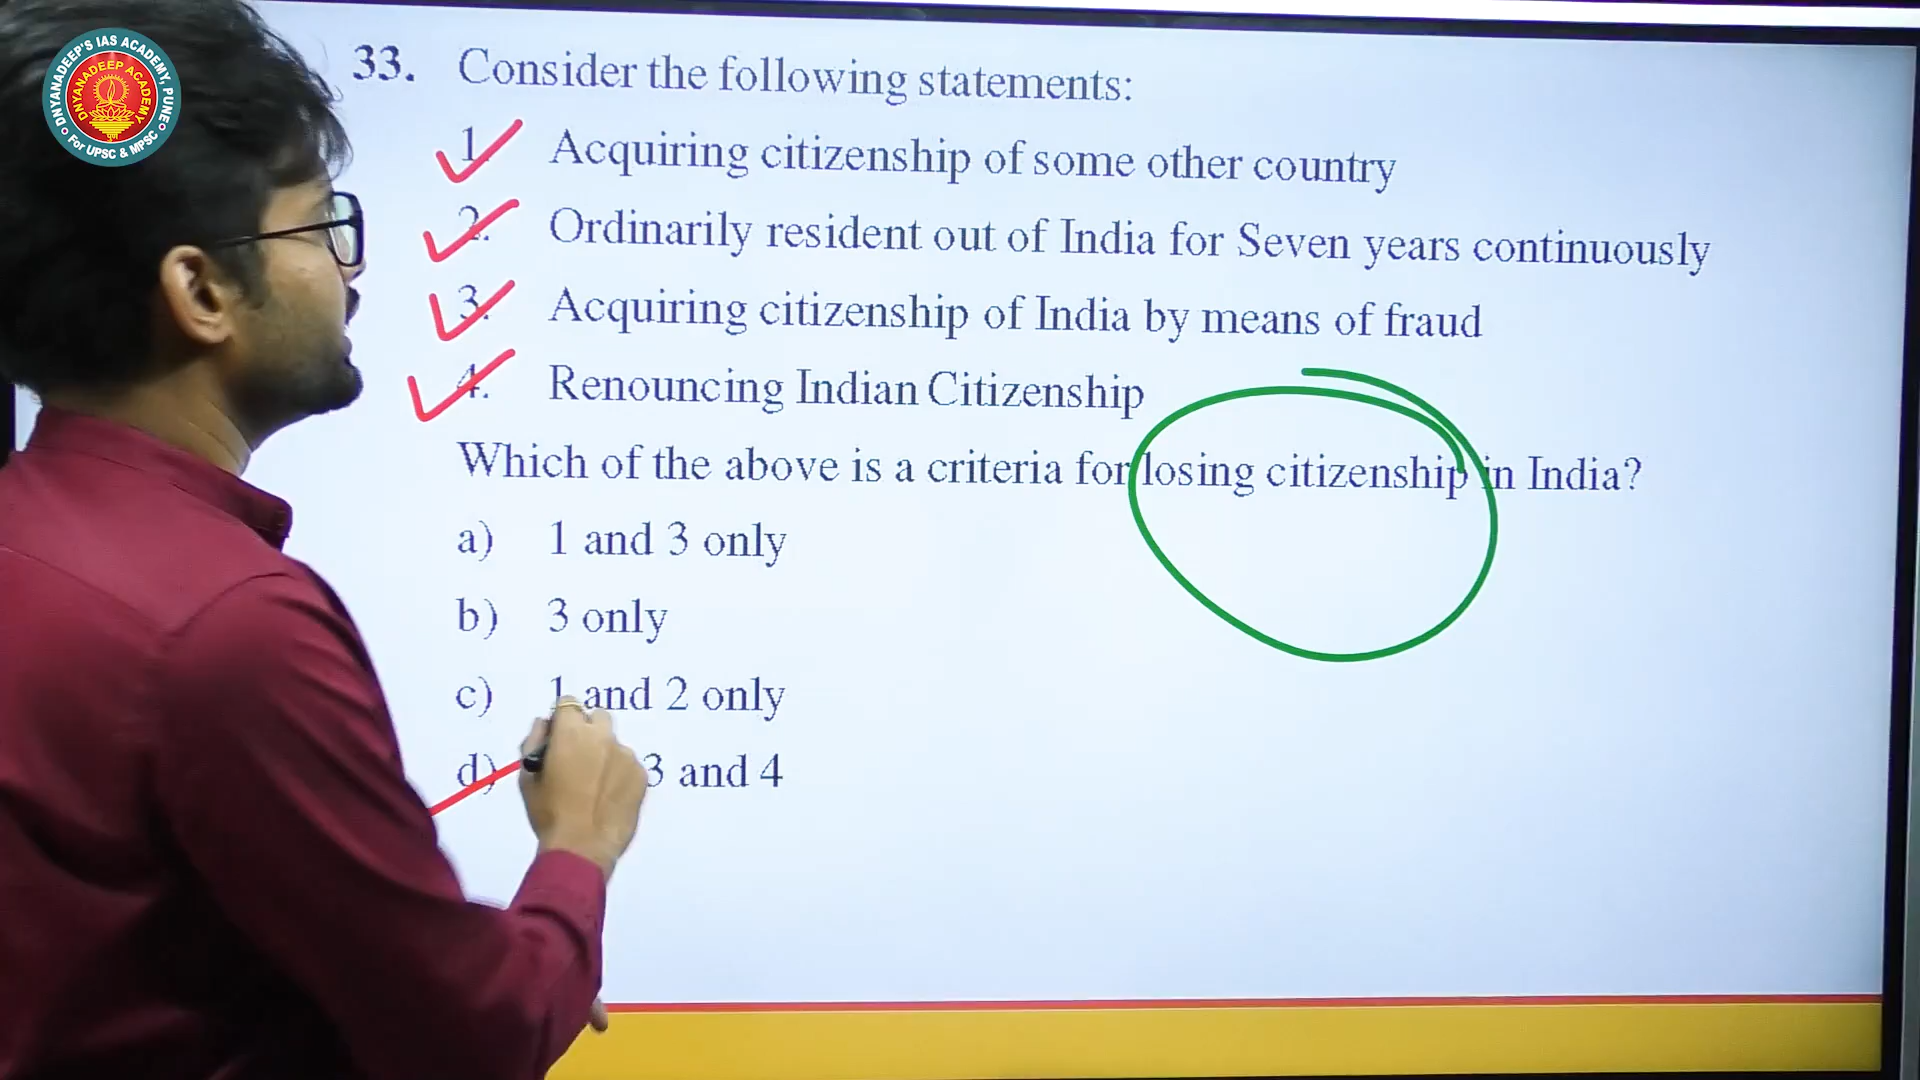 DNYANADEEP'S IAS ACADEMY, PUNE
DNYANADEEP ACADEMY
पुणे
For UPSC & MPSC
33. Consider the following statements:
1. Acquiring citizenship of some other country
2. Ordinarily resident out of India for Seven years continuously
3. Acquiring citizenship of India by means of fraud
4. Renouncing Indian Citizenship
Which of the above is a criteria for losing citizenship in India?
a) 1 and 3 only
b) 3 only
c) 1 and 2 only
d) 3 and 4